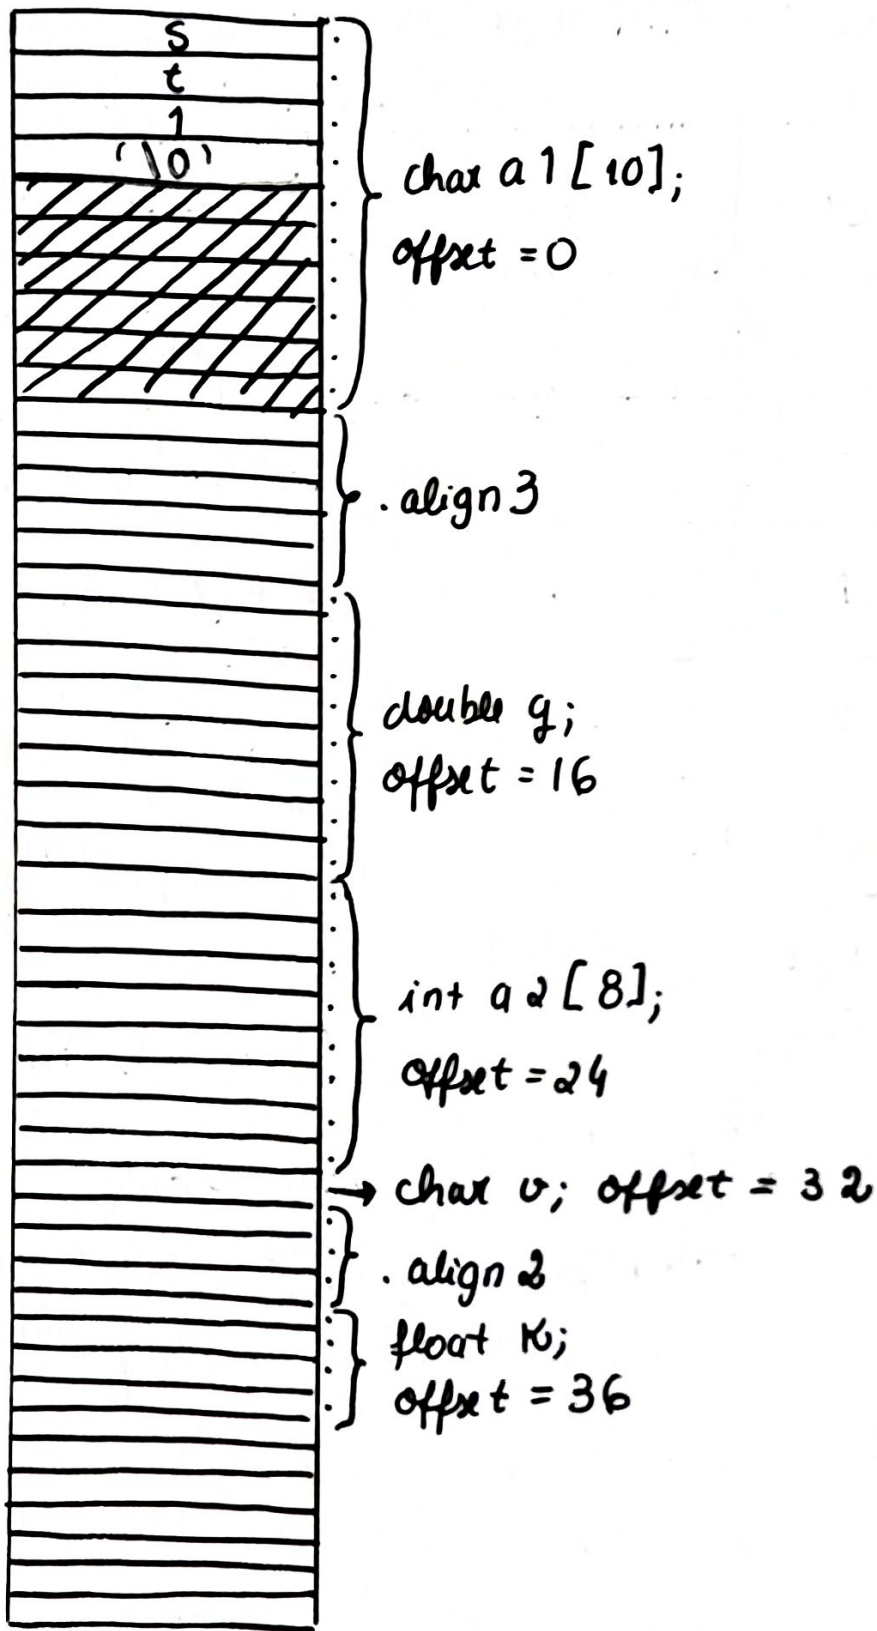 s
t
1
'\0'
char a1[10];
offset = 0
.align 3
double g;
offset = 16
int a2[8];
offset = 24
char v; offset = 32
.align 2
float k;
offset = 36